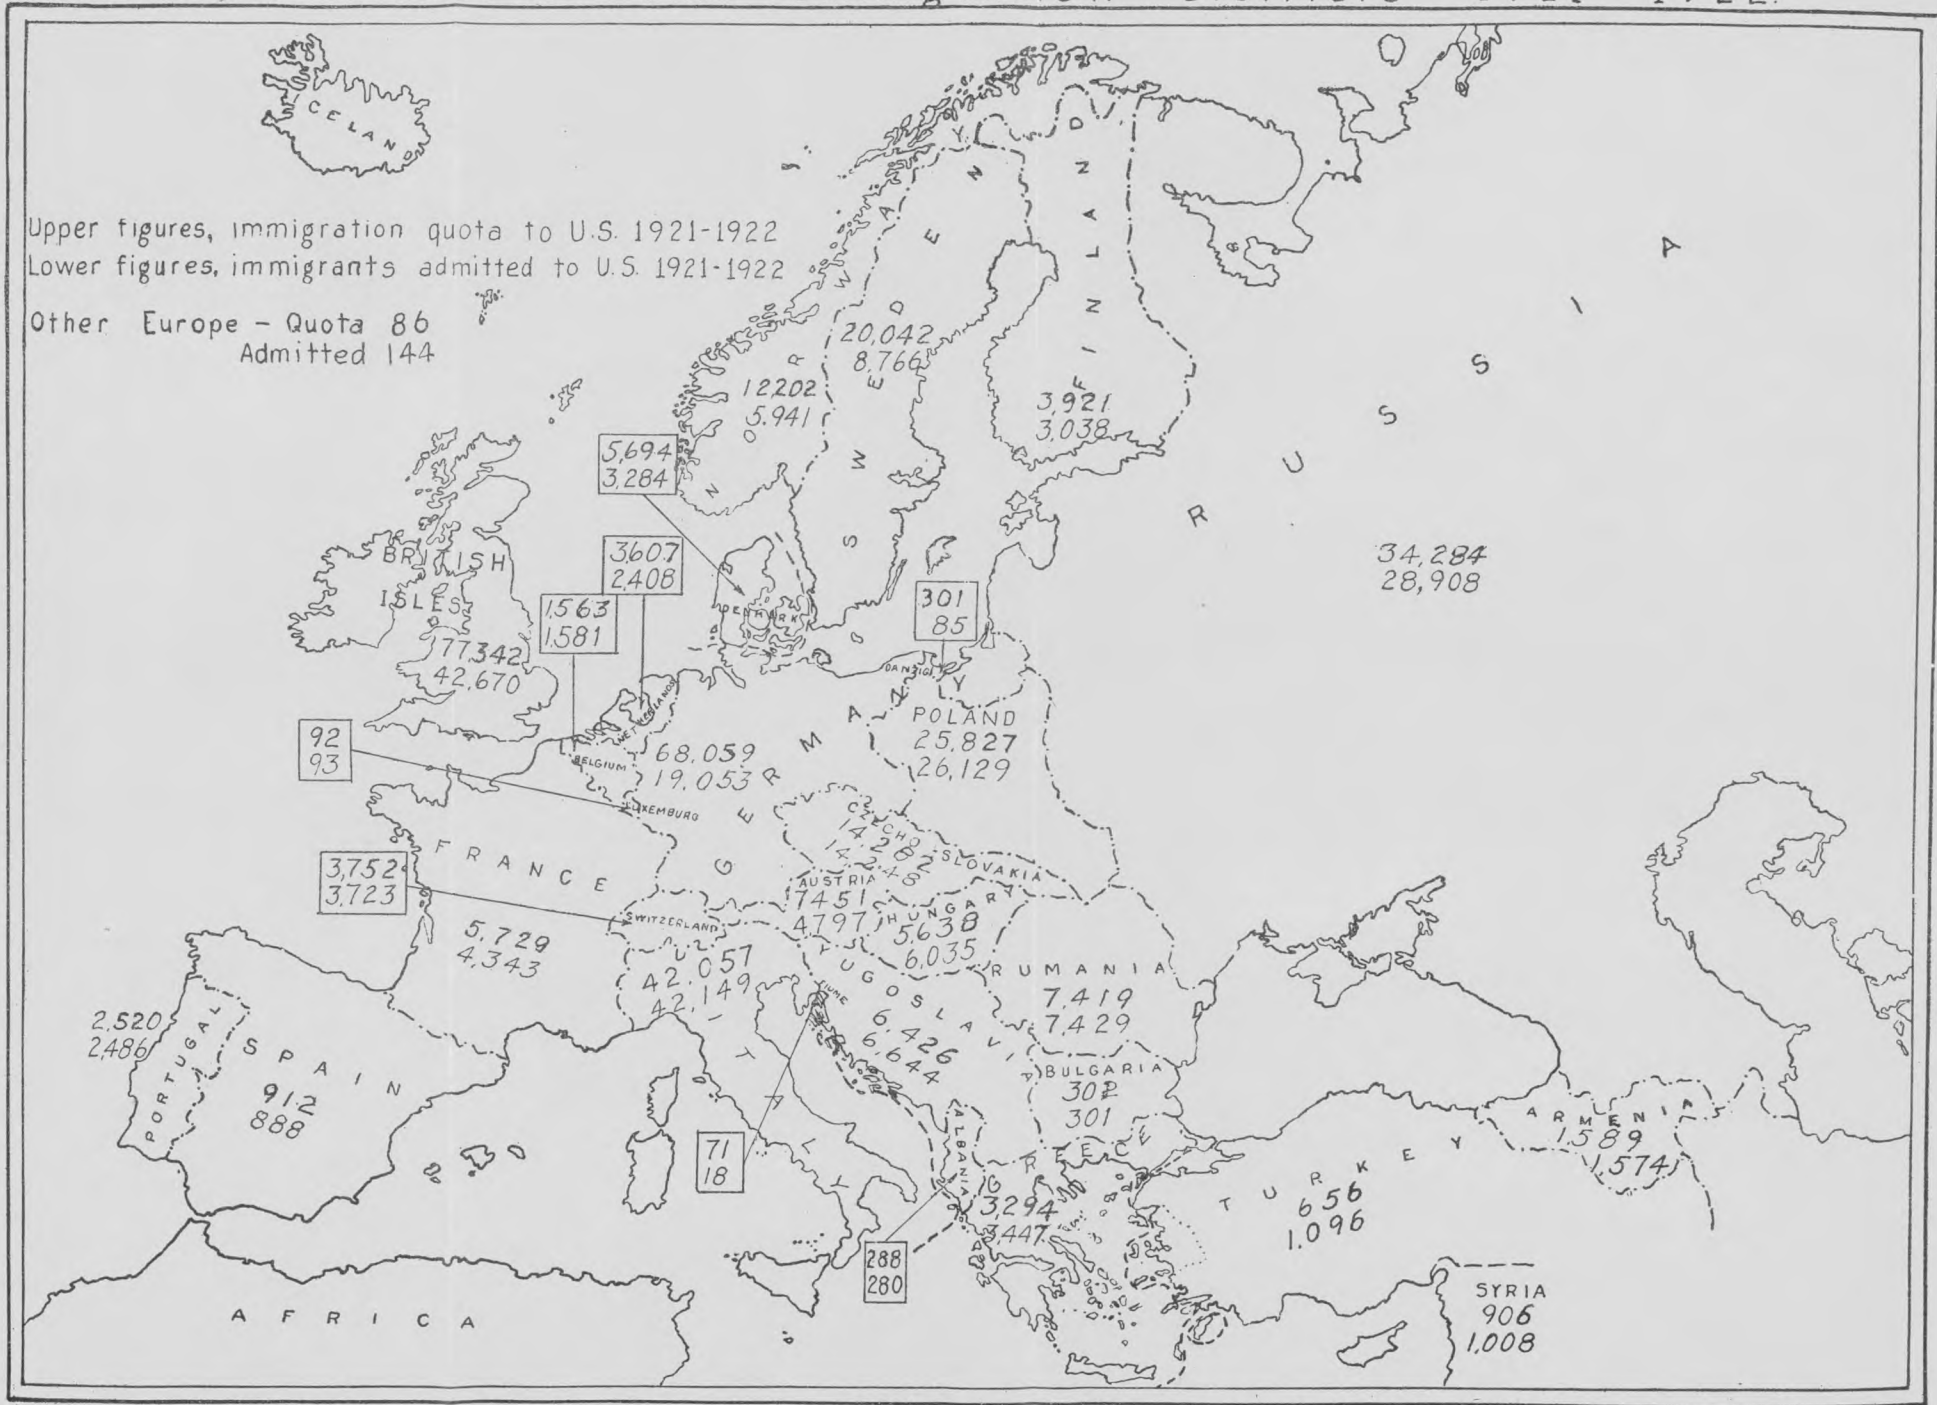 ICELAND
Upper figures, immigration quota to U.S. 1921-1922
Lower figures, immigrants admitted to U.S. 1921-1922
Other Europe – Quota 86
Admitted 144
NORWAY
12,202
5.941
SWEDEN
20,042
8,766
FINLAND
3,921
3,038
RUSSIA
34,284
28,908
5,694
3,284
DENMARK
3,607
2,408
1,563
1,581
301
85
DANZIG
BRITISH
ISLES
77,342
42,670
NETHERLANDS
BELGIUM
92
93
LUXEMBURG
GERMANY
68,059
19,053
POLAND
25,827
26,129
CZECHO-SLOVAKIA
14,282
14,248
AUSTRIA
7451
4797
HUNGARY
5,638
6,035
FRANCE
5,729
4,343
3,752
3,723
SWITZERLAND
ITALY
42,057
42,149
FIUME
71
18
YUGOSLAVIA
6,426
6,644
RUMANIA
7,419
7,429
BULGARIA
302
301
PORTUGAL
2,520
2,486
SPAIN
912
888
ALBANIA
288
280
GREECE
3,294
3,447
TURKEY
656
1,096
ARMENIA
1,589
1,574
SYRIA
906
1,008
AFRICA